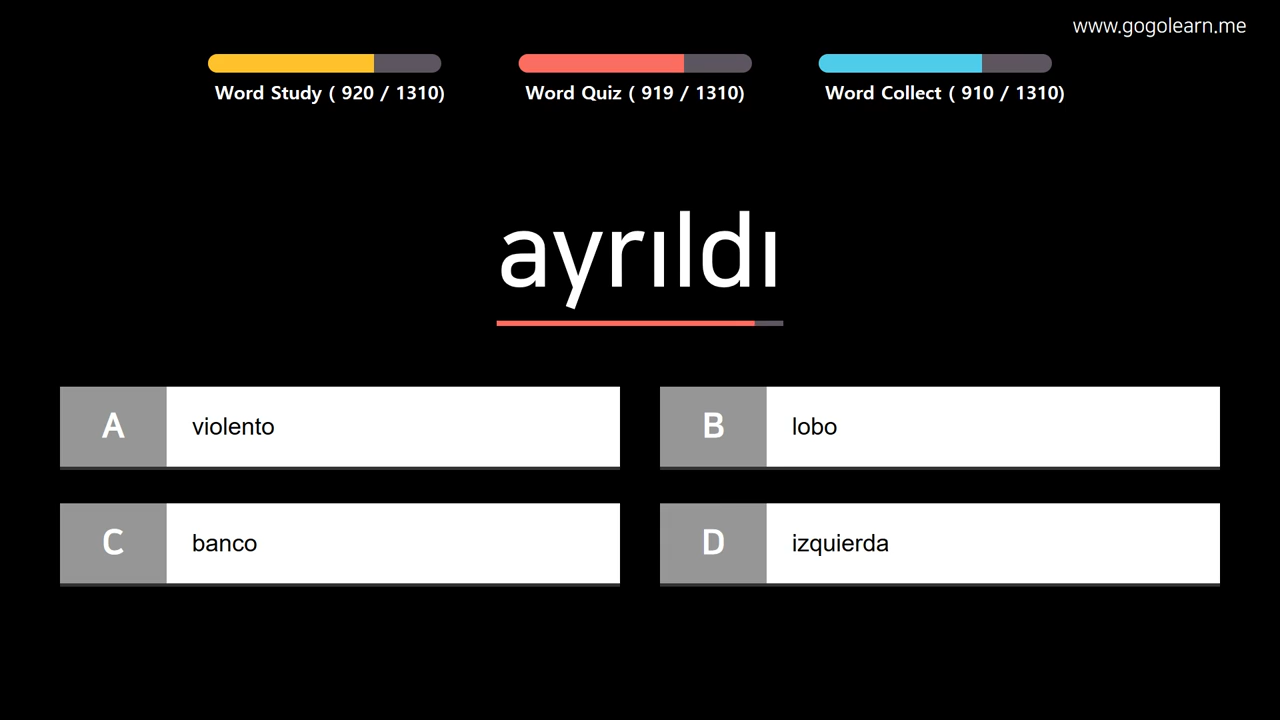 www.gogolearn.me
Word Study ( 920 / 1310)
Word Quiz ( 919 / 1310)
Word Collect ( 910 / 1310)
ayrıldı
A violento
B lobo
C banco
D izquierda